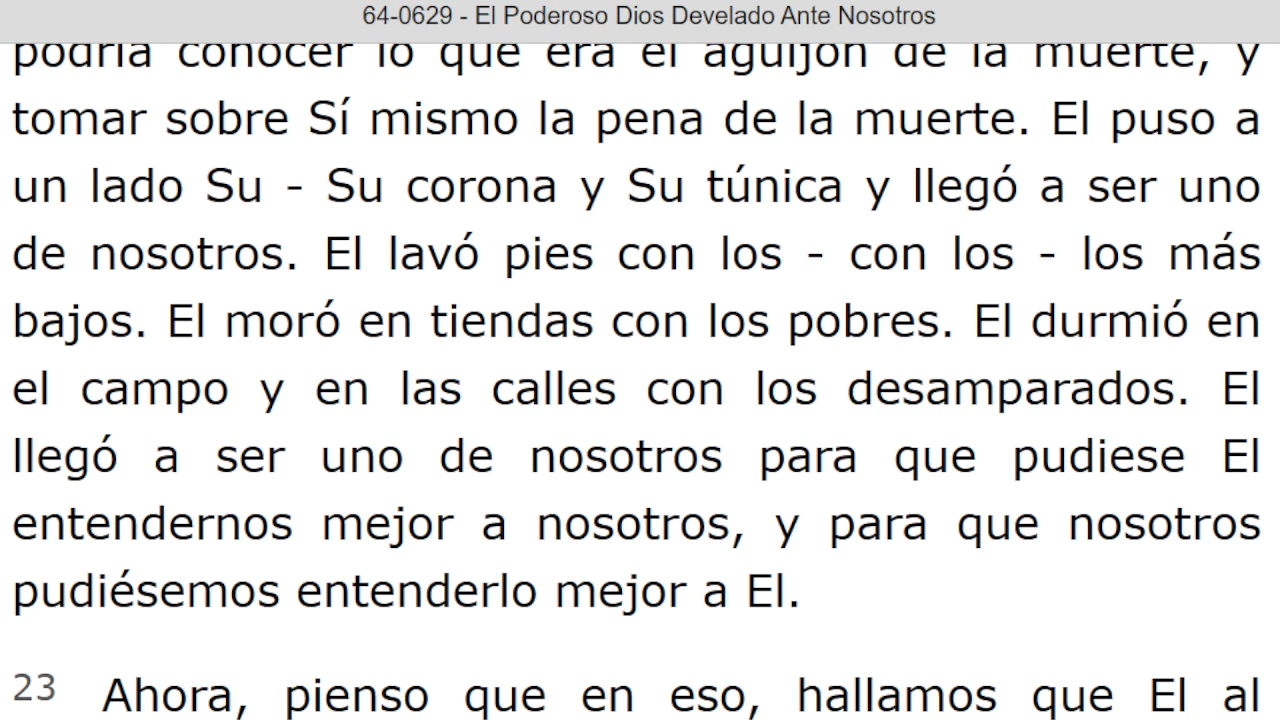 64-0629 - El Poderoso Dios Develado Ante Nosotros
podría conocer lo que era el aguijón de la muerte, y
tomar sobre Sí mismo la pena de la muerte. El puso a
un lado Su - Su corona y Su túnica y llegó a ser uno
de nosotros. El lavó pies con los - con los - los más
bajos. El moró en tiendas con los pobres. El durmió en
el campo y en las calles con los desamparados. El
llegó a ser uno de nosotros para que pudiese El
entendernos mejor a nosotros, y para que nosotros
pudiésemos entenderlo mejor a El.
23 Ahora, pienso que en eso, hallamos que El al